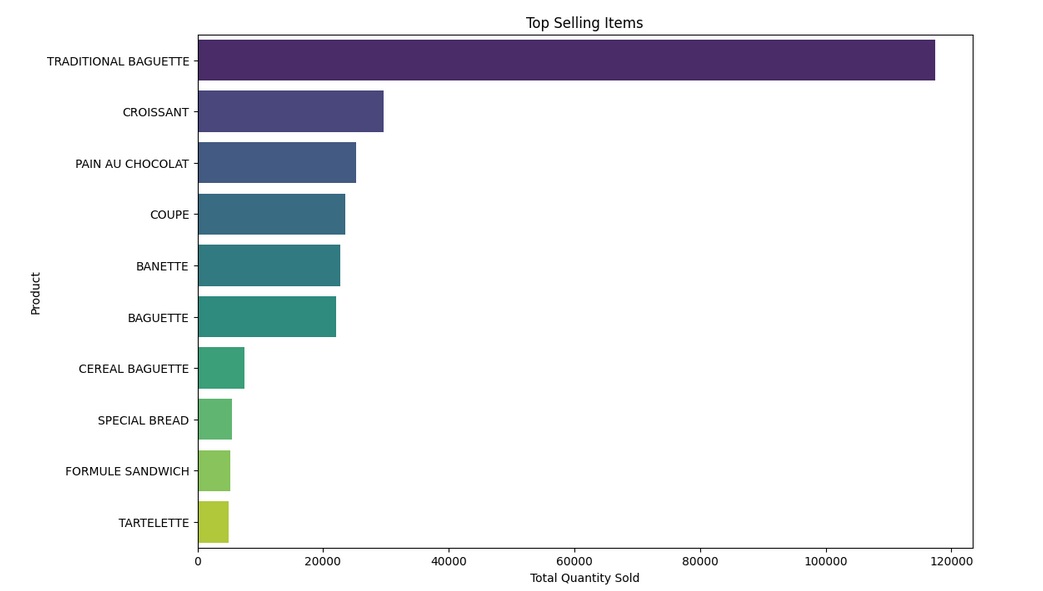 Top Selling Items
TRADITIONAL BAGUETTE
CROISSANT
PAIN AU CHOCOLAT
COUPE
BANETTE
BAGUETTE
CEREAL BAGUETTE
SPECIAL BREAD
FORMULE SANDWICH
TARTELETTE
Product
0 20000 40000 60000 80000 100000 120000
Total Quantity Sold